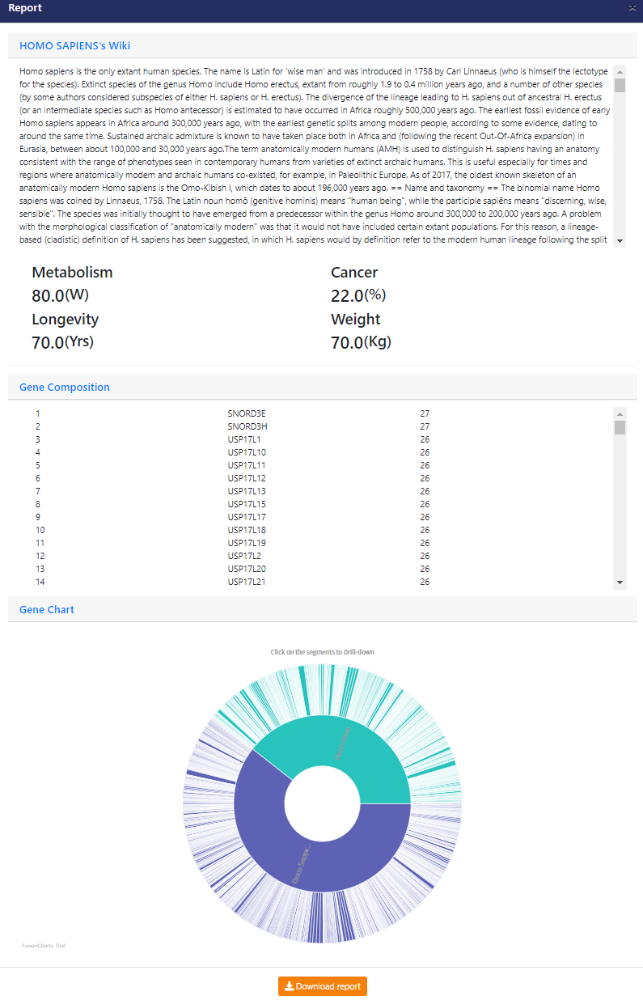 Report
HOMO SAPIENS's Wiki
Homo sapiens is the only extant human species. The name is Latin for 'wise man' and was introduced in 1758 by Carl Linnaeus (who is himself the lectotype
for the species). Extinct species of the genus Homo include Homo erectus, extant from roughly 1.9 to 0.4 million years ago, and a number of other species
(by some authors considered subspecies of either H. sapiens or H. erectus). The divergence of the lineage leading to H. sapiens out of ancestral H. erectus
(or an intermediate species such as Homo antecessor) is estimated to have occurred in Africa roughly 500,000 years ago. The earliest fossil evidence of early
Homo sapiens appears in Africa around 300,000 years ago, with the earliest genetic splits among modern people, according to some evidence, dating to
around the same time. Sustained archaic admixture is known to have taken place both in Africa and (following the recent Out-Of-Africa expansion) in
Eurasia, between about 100,000 and 30,000 years ago.The term anatomically modern humans (AMH) is used to distinguish H. sapiens having an anatomy
consistent with the range of phenotypes seen in contemporary humans from varieties of extinct archaic humans. This is useful especially for times and
regions where anatomically modern and archaic humans co-existed, for example, in Paleolithic Europe. As of 2017, the oldest known skeleton of an
anatomically modern Homo sapiens is the Omo-Kibish I, which dates to about 196,000 years ago. == Name and taxonomy == The binomial name Homo
sapiens was coined by Linnaeus, 1758. The Latin noun homō (genitive hominis) means "human being", while the participle sapiēns means "discerning, wise,
sensible". The species was initially thought to have emerged from a predecessor within the genus Homo around 300,000 to 200,000 years ago. A problem
with the morphological classification of "anatomically modern" was that it would not have included certain extant populations. For this reason, a lineage-
based (cladistic) definition of H. sapiens has been suggested, in which H. sapiens would by definition refer to the modern human lineage following the split
Metabolism Cancer
80.0(W) 22.0(%)
Longevity Weight
70.0(Yrs) 70.0(Kg)
Gene Composition
1 SNORD3E 27
2 SNORD3H 27
3 USP17L1 26
4 USP17L10 26
5 USP17L11 26
6 USP17L12 26
7 USP17L13 26
8 USP17L15 26
9 USP17L17 26
10 USP17L18 26
11 USP17L19 26
12 USP17L2 26
13 USP17L20 26
14 USP17L21 26
Gene Chart
Click on the segments to Drill-down
Onco Suppr...
FusionCharts Trial
Download report